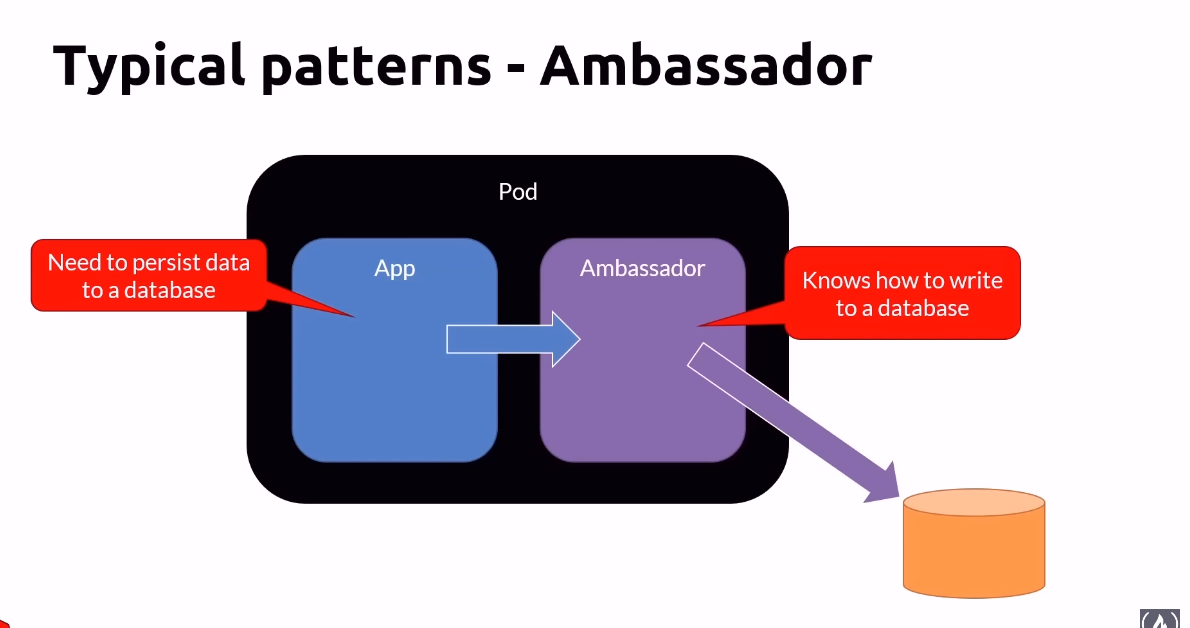 Typical patterns - Ambassador
Pod
Need to persist data
to a database
App
Ambassador
Knows how to write
to a database